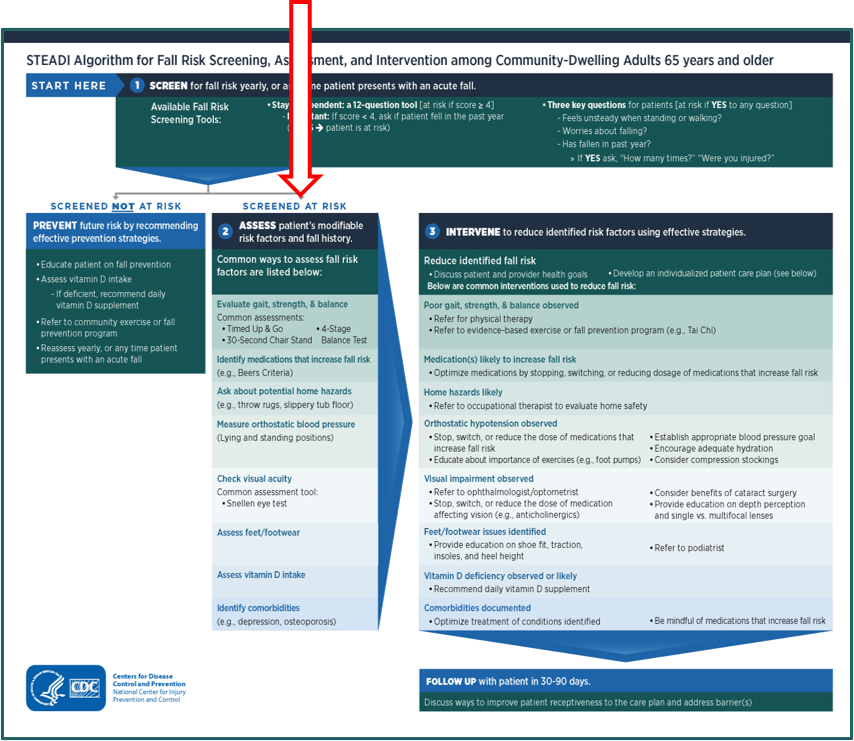 STEADI Algorithm for Fall Risk Screening, As ment, and Intervention among Community-Dwelling Adults 65 years and older
START HERE
1 SCREEN for fall risk yearly, or an me patient presents with an acute fall.
Available Fall Risk
Screening Tools:
• Stay pendent: a 12-question tool [at risk if score ≥ 4]
- tant: If score < 4, ask if patient fell in the past year
( → patient is at risk)
• Three key questions for patients [at risk if YES to any question]
- Feels unsteady when standing or walking?
- Worries about falling?
- Has fallen in past year?
» If YES ask, "How many times?" "Were you injured?"
SCREENED NOT AT RISK
PREVENT future risk by recommending
effective prevention strategies.
• Educate patient on fall prevention
• Assess vitamin D intake
- If deficient, recommend daily
vitamin D supplement
• Refer to community exercise or fall
prevention program
• Reassess yearly, or any time patient
presents with an acute fall
SCREENED AT RISK
2 ASSESS patient's modifiable
risk factors and fall history.
Common ways to assess fall risk
factors are listed below:
Evaluate gait, strength, & balance
Common assessments:
• Timed Up & Go • 4-Stage
• 30-Second Chair Stand Balance Test
Identify medications that increase fall risk
(e.g., Beers Criteria)
Ask about potential home hazards
(e.g., throw rugs, slippery tub floor)
Measure orthostatic blood pressure
(Lying and standing positions)
Check visual acuity
Common assessment tool:
• Snellen eye test
Assess feet/footwear
Assess vitamin D intake
Identify comorbidities
(e.g., depression, osteoporosis)
3 INTERVENE to reduce identified risk factors using effective strategies.
Reduce identified fall risk
• Discuss patient and provider health goals • Develop an individualized patient care plan (see below)
Below are common interventions used to reduce fall risk:
Poor gait, strength, & balance observed
• Refer for physical therapy
• Refer to evidence-based exercise or fall prevention program (e.g., Tai Chi)
Medication(s) likely to increase fall risk
• Optimize medications by stopping, switching, or reducing dosage of medications that increase fall risk
Home hazards likely
• Refer to occupational therapist to evaluate home safety
Orthostatic hypotension observed
• Stop, switch, or reduce the dose of medications that
increase fall risk
• Educate about importance of exercises (e.g., foot pumps)
• Establish appropriate blood pressure goal
• Encourage adequate hydration
• Consider compression stockings
Visual impairment observed
• Refer to ophthalmologist/optometrist
• Stop, switch, or reduce the dose of medication
affecting vision (e.g., anticholinergics)
• Consider benefits of cataract surgery
• Provide education on depth perception
and single vs. multifocal lenses
Feet/footwear issues identified
• Provide education on shoe fit, traction,
insoles, and heel height
• Refer to podiatrist
Vitamin D deficiency observed or likely
• Recommend daily vitamin D supplement
Comorbidities documented
• Optimize treatment of conditions identified • Be mindful of medications that increase fall risk
FOLLOW UP with patient in 30-90 days.
Discuss ways to improve patient receptiveness to the care plan and address barrier(s)
CDC
Centers for Disease
Control and Prevention
National Center for Injury
Prevention and Control